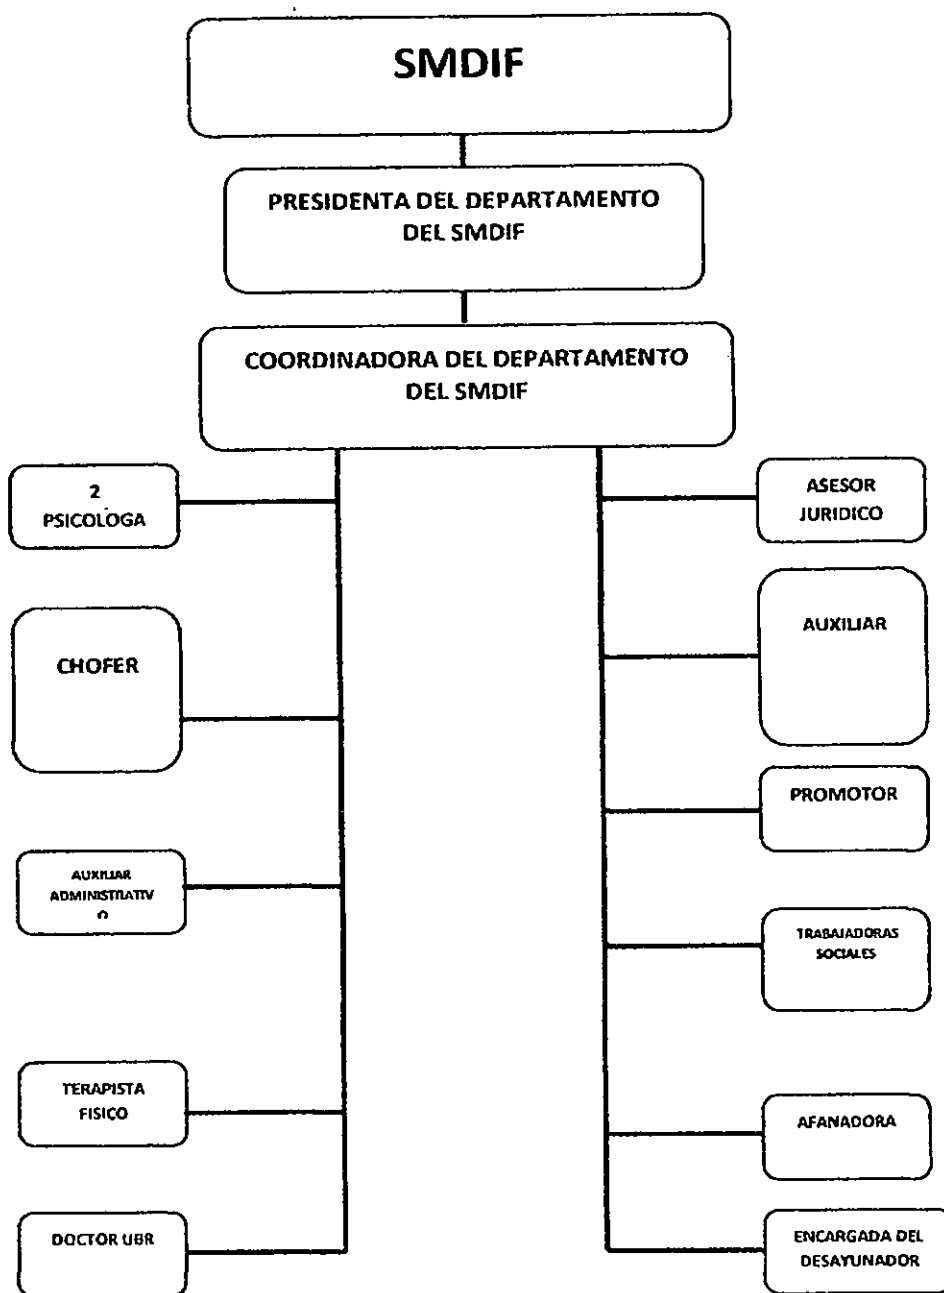 SMDIF
PRESIDENTA DEL DEPARTAMENTO
DEL SMDIF
COORDINADORA DEL DEPARTAMENTO
DEL SMDIF
2
PSICOLOGA
CHOFER
AUXILIAR
ADMINISTRATIV
O
TERAPISTA
FISICO
DOCTOR UBR
ASESOR
JURIDICO
AUXILIAR
PROMOTOR
TRABAJADORAS
SOCIALES
AFANADORA
ENCARGADA DEL
DESAYUNADOR